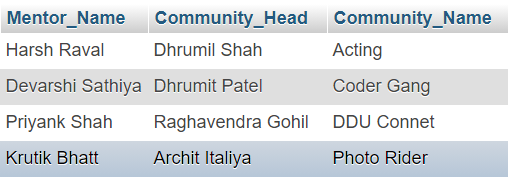 Mentor_Name Community_Head Community_Name
Harsh Raval Dhrumil Shah Acting
Devarshi Sathiya Dhrumit Patel Coder Gang
Priyank Shah Raghavendra Gohil DDU Connet
Krutik Bhatt Archit Italiya Photo Rider